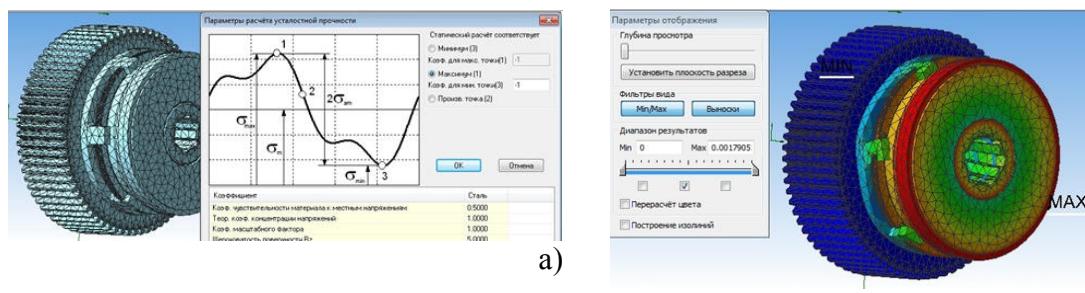 Параметры расчёта усталостной прочности
Статический расчёт соответствует
Минимум (3)
Коэф. для макс. точки(1) -1
Максимум (1)
Коэф. для мин. точки(3) -1
Произв. точка (2)
1
2
3
σmax
σm
2σam
σmin
OK Отмена
Коэффициент Сталь
Коэф. чувствительности материала к местным напряжениям 0.5000
Теор. коэф. концентрации напряжений 1.0000
Коэф. масштабного фактора 1.0000
Шероховатость поверхности Rz 5.0000
а)
Параметры отображения
Глубина просмотра
Установить плоскость разреза
Фильтры вида
Min/Max Выноски
Диапазон результатов
Min 0 Max 0.0017905
Перерасчёт цвета
Построение изолиний
MIN
MAX